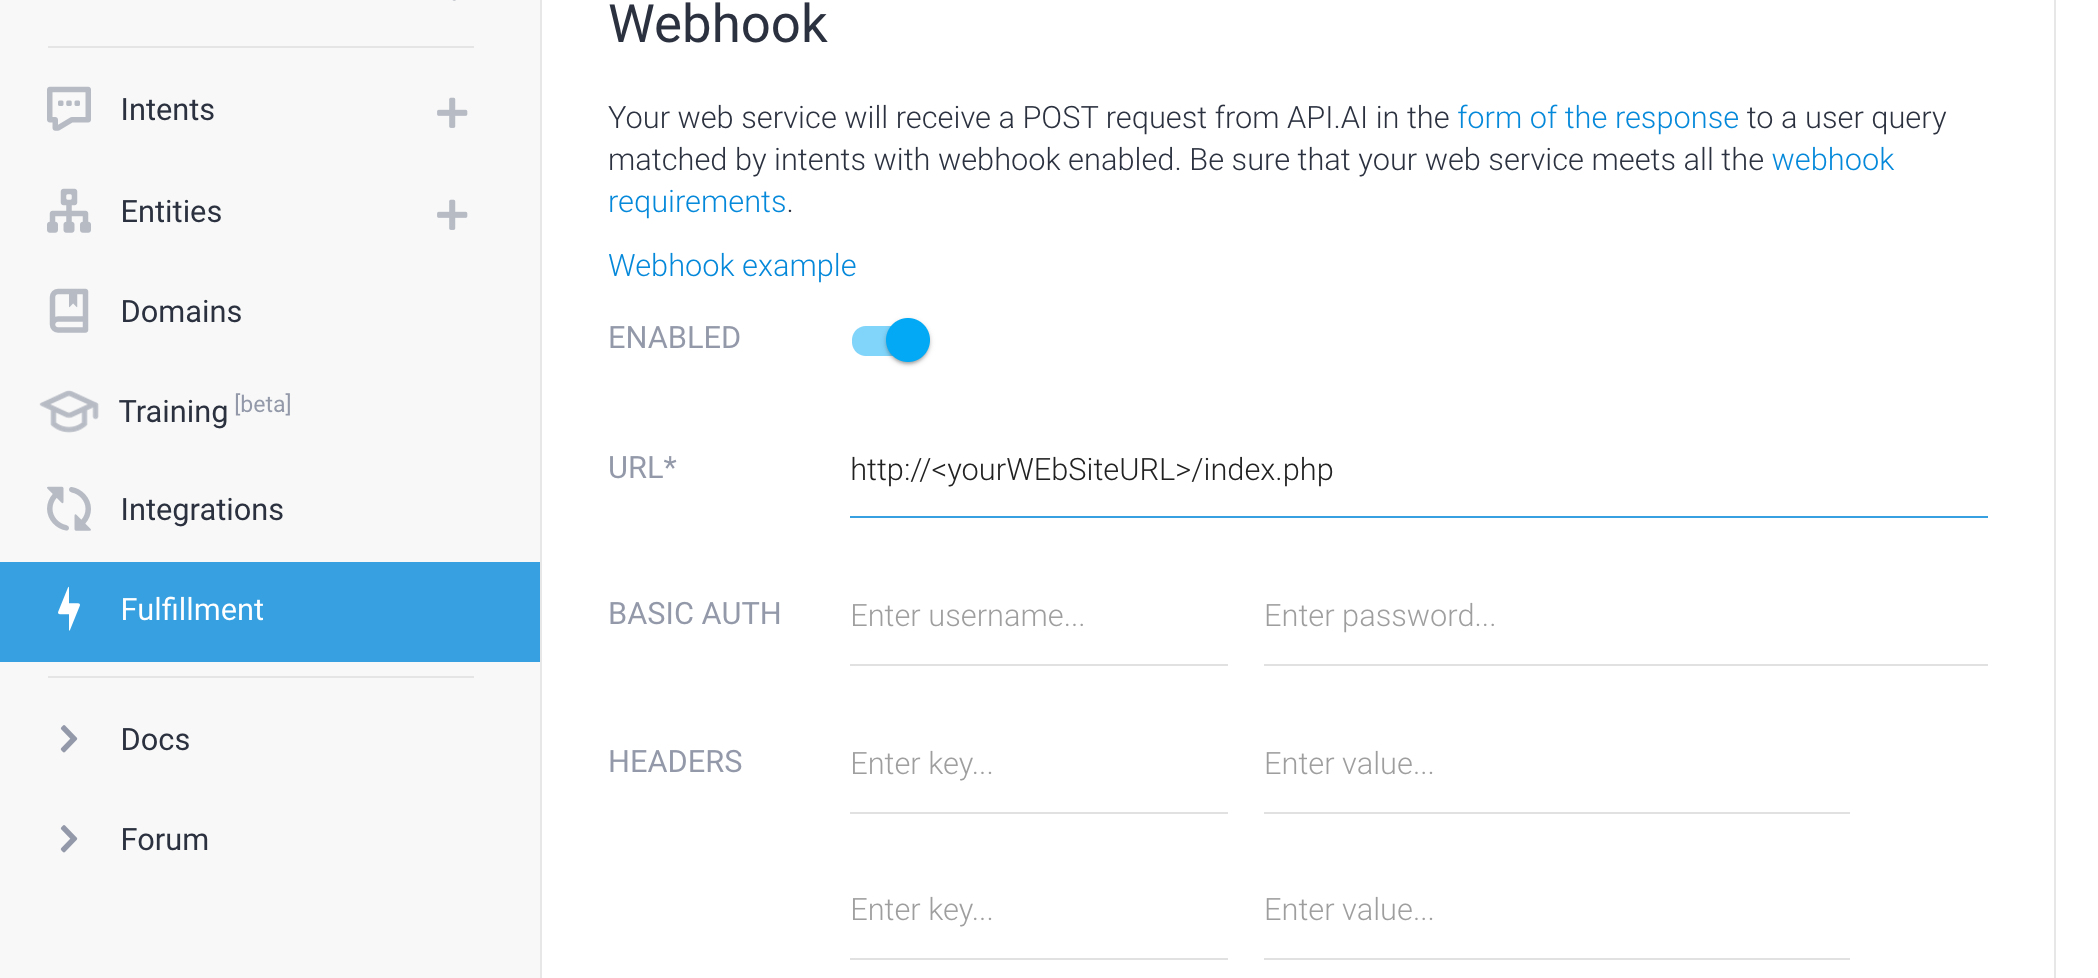 Intents
Entities
Domains
Training [beta]
Integrations
Fulfillment
Docs
Forum
Webhook
Your web service will receive a POST request from API.AI in the form of the response to a user query
matched by intents with webhook enabled. Be sure that your web service meets all the webhook
requirements.
Webhook example
ENABLED
URL* http://<yourWEbSiteURL>/index.php
BASIC AUTH Enter username... Enter password...
HEADERS Enter key... Enter value...
Enter key... Enter value...